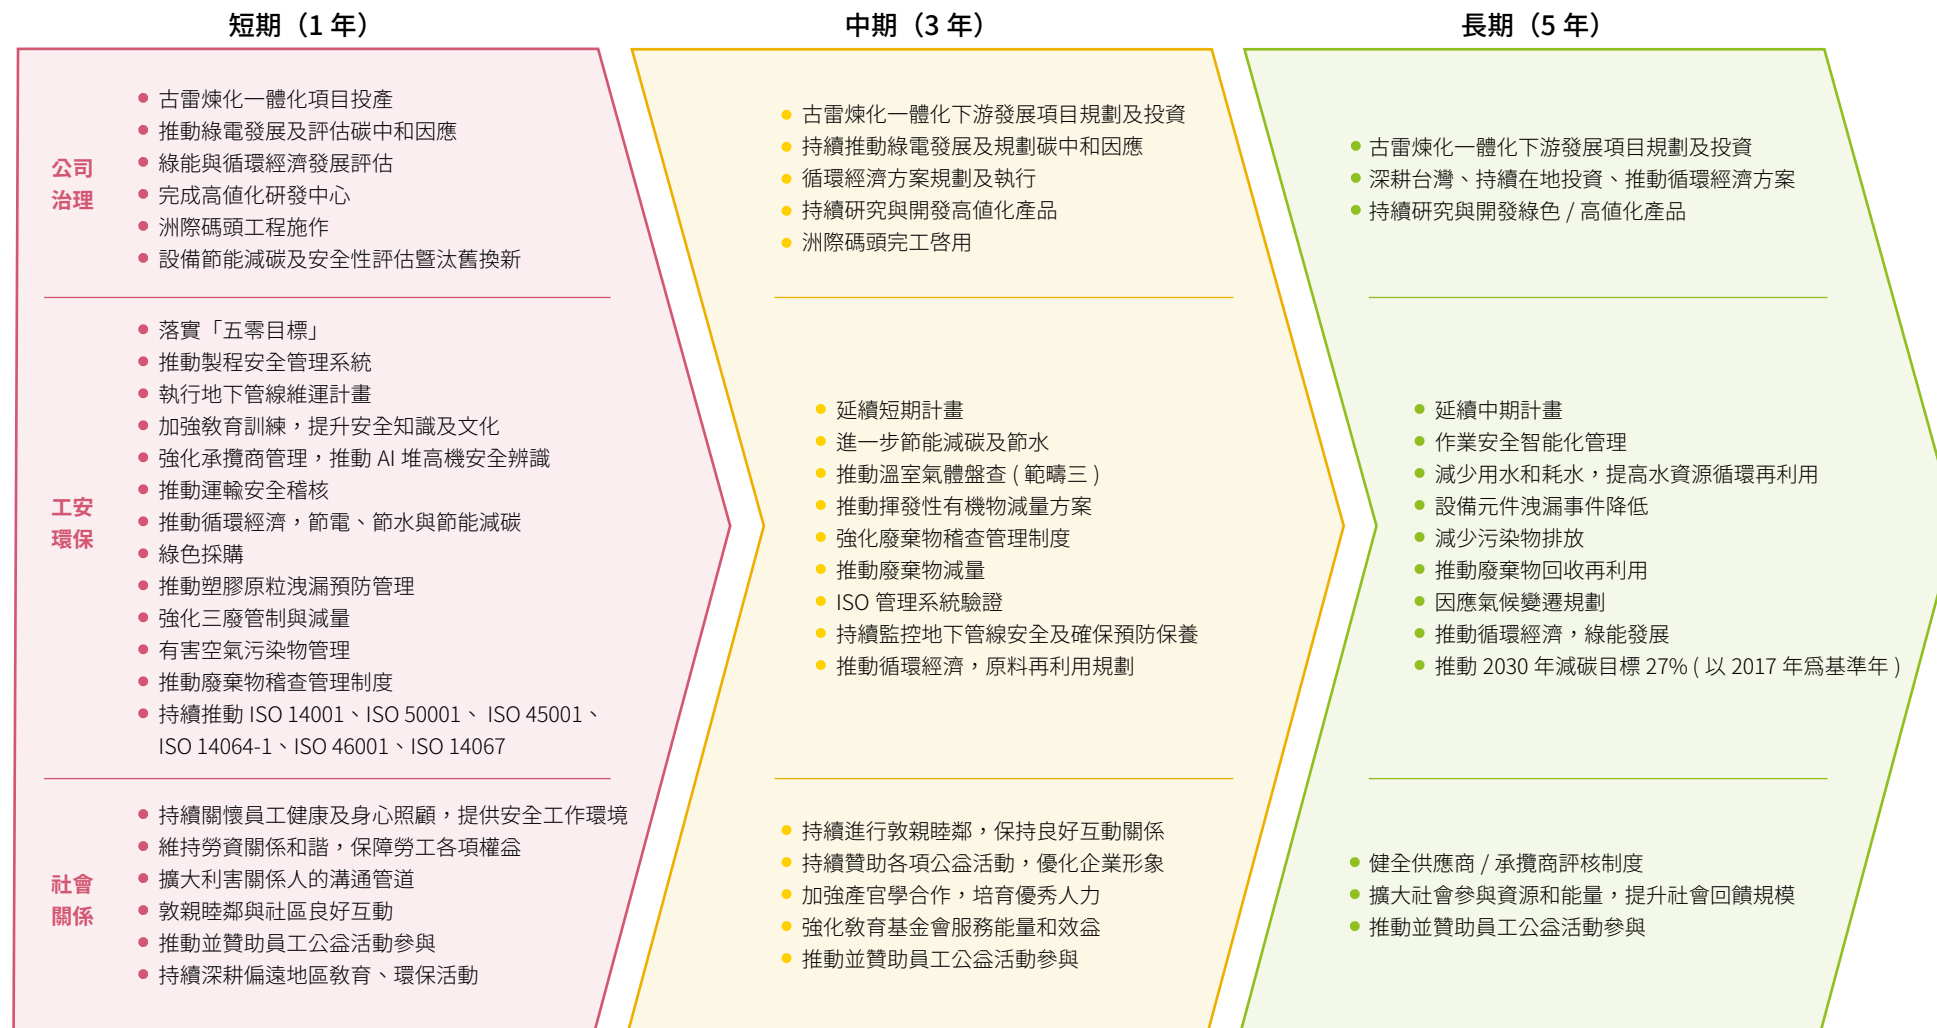 短期（1 年）
中期（3 年）
長期（5 年）
公司
治理
古雷煉化一體化項目投產
推動綠電發展及評估碳中和因應
綠能與循環經濟發展評估
完成高值化研發中心
洲際碼頭工程施作
設備節能減碳及安全性評估暨汰舊換新
古雷煉化一體化下游發展項目規劃及投資
持續推動綠電發展及規劃碳中和因應
循環經濟方案規劃及執行
持續研究與開發高值化產品
洲際碼頭完工啓用
古雷煉化一體化下游發展項目規劃及投資
深耕台灣、持續在地投資、推動循環經濟方案
持續研究與開發綠色 / 高值化產品
工安
環保
落實「五零目標」
推動製程安全管理系統
執行地下管線維運計畫
加強教育訓練，提升安全知識及文化
強化承攬商管理，推動 AI 堆高機安全辨識
推動運輸安全稽核
推動循環經濟，節電、節水與節能減碳
綠色採購
推動塑膠原粒洩漏預防管理
強化三廢管制與減量
有害空氣污染物管理
推動廢棄物稽查管理制度
持續推動 ISO 14001、ISO 50001、 ISO 45001、
ISO 14064-1、ISO 46001、ISO 14067
延續短期計畫
進一步節能減碳及節水
推動溫室氣體盤查 ( 範疇三 )
推動揮發性有機物減量方案
強化廢棄物稽查管理制度
推動廢棄物減量
ISO 管理系統驗證
持續監控地下管線安全及確保預防保養
推動循環經濟，原料再利用規劃
延續中期計畫
作業安全智能化管理
減少用水和耗水，提高水資源循環再利用
設備元件洩漏事件降低
減少污染物排放
推動廢棄物回收再利用
因應氣候變遷規劃
推動循環經濟，綠能發展
推動 2030 年減碳目標 27% ( 以 2017 年爲基準年 )
社會
關係
持續關懷員工健康及身心照顧，提供安全工作環境
維持勞資關係和諧，保障勞工各項權益
擴大利害關係人的溝通管道
敦親睦鄰與社區良好互動
推動並贊助員工公益活動參與
持續深耕偏遠地區教育、環保活動
持續進行敦親睦鄰，保持良好互動關係
持續贊助各項公益活動，優化企業形象
加強產官學合作，培育優秀人力
強化教育基金會服務能量和效益
推動並贊助員工公益活動參與
健全供應商 / 承攬商評核制度
擴大社會參與資源和能量，提升社會回饋規模
推動並贊助員工公益活動參與